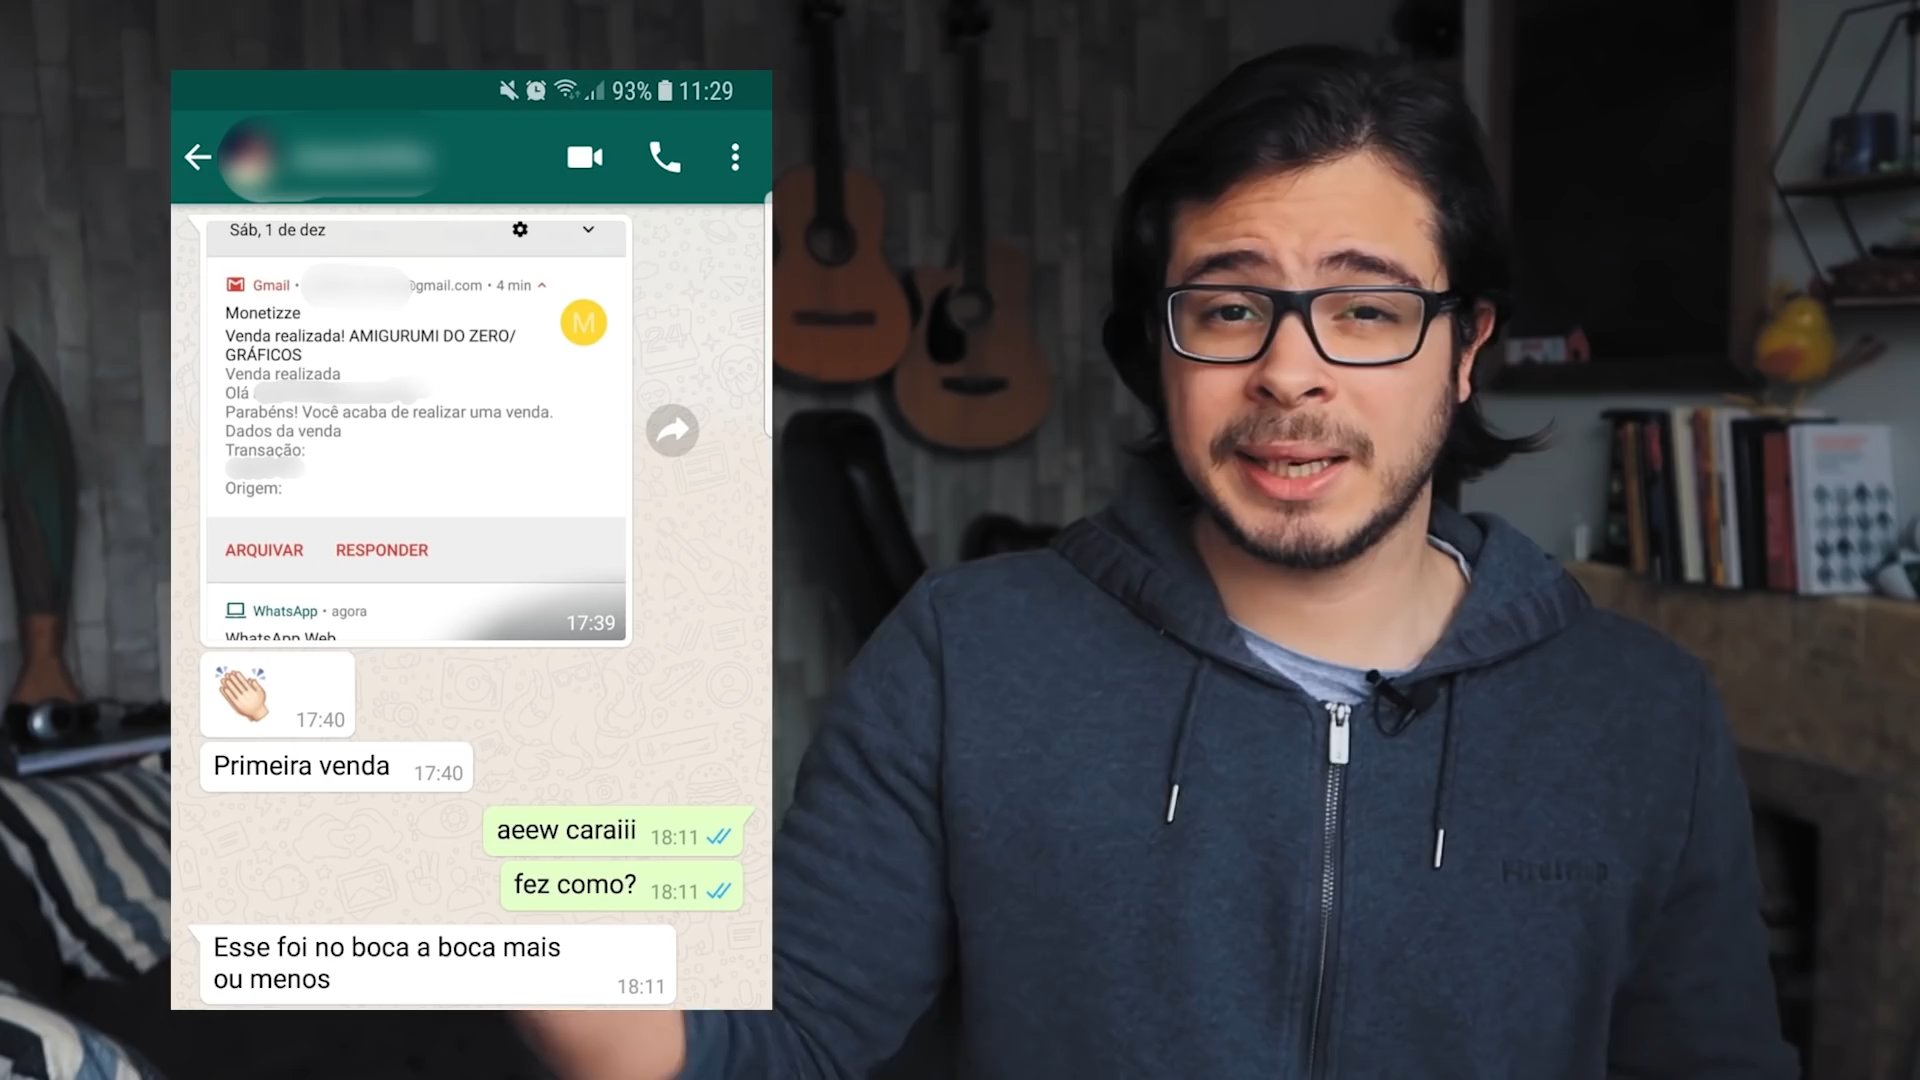 93% 11:29
Sáb, 1 de dez
Gmail • @gmail.com • 4 min
Monetizze
Venda realizada! AMIGURUMI DO ZERO/
GRÁFICOS
M
Venda realizada
Olá
Parabéns! Você acaba de realizar uma venda.
Dados da venda
Transação:
Origem:
ARQUIVAR RESPONDER
WhatsApp • agora
WhatsApp Web
17:39
17:40
Primeira venda 17:40
aeew caraiii 18:11
fez como? 18:11
Esse foi no boca a boca mais
ou menos 18:11